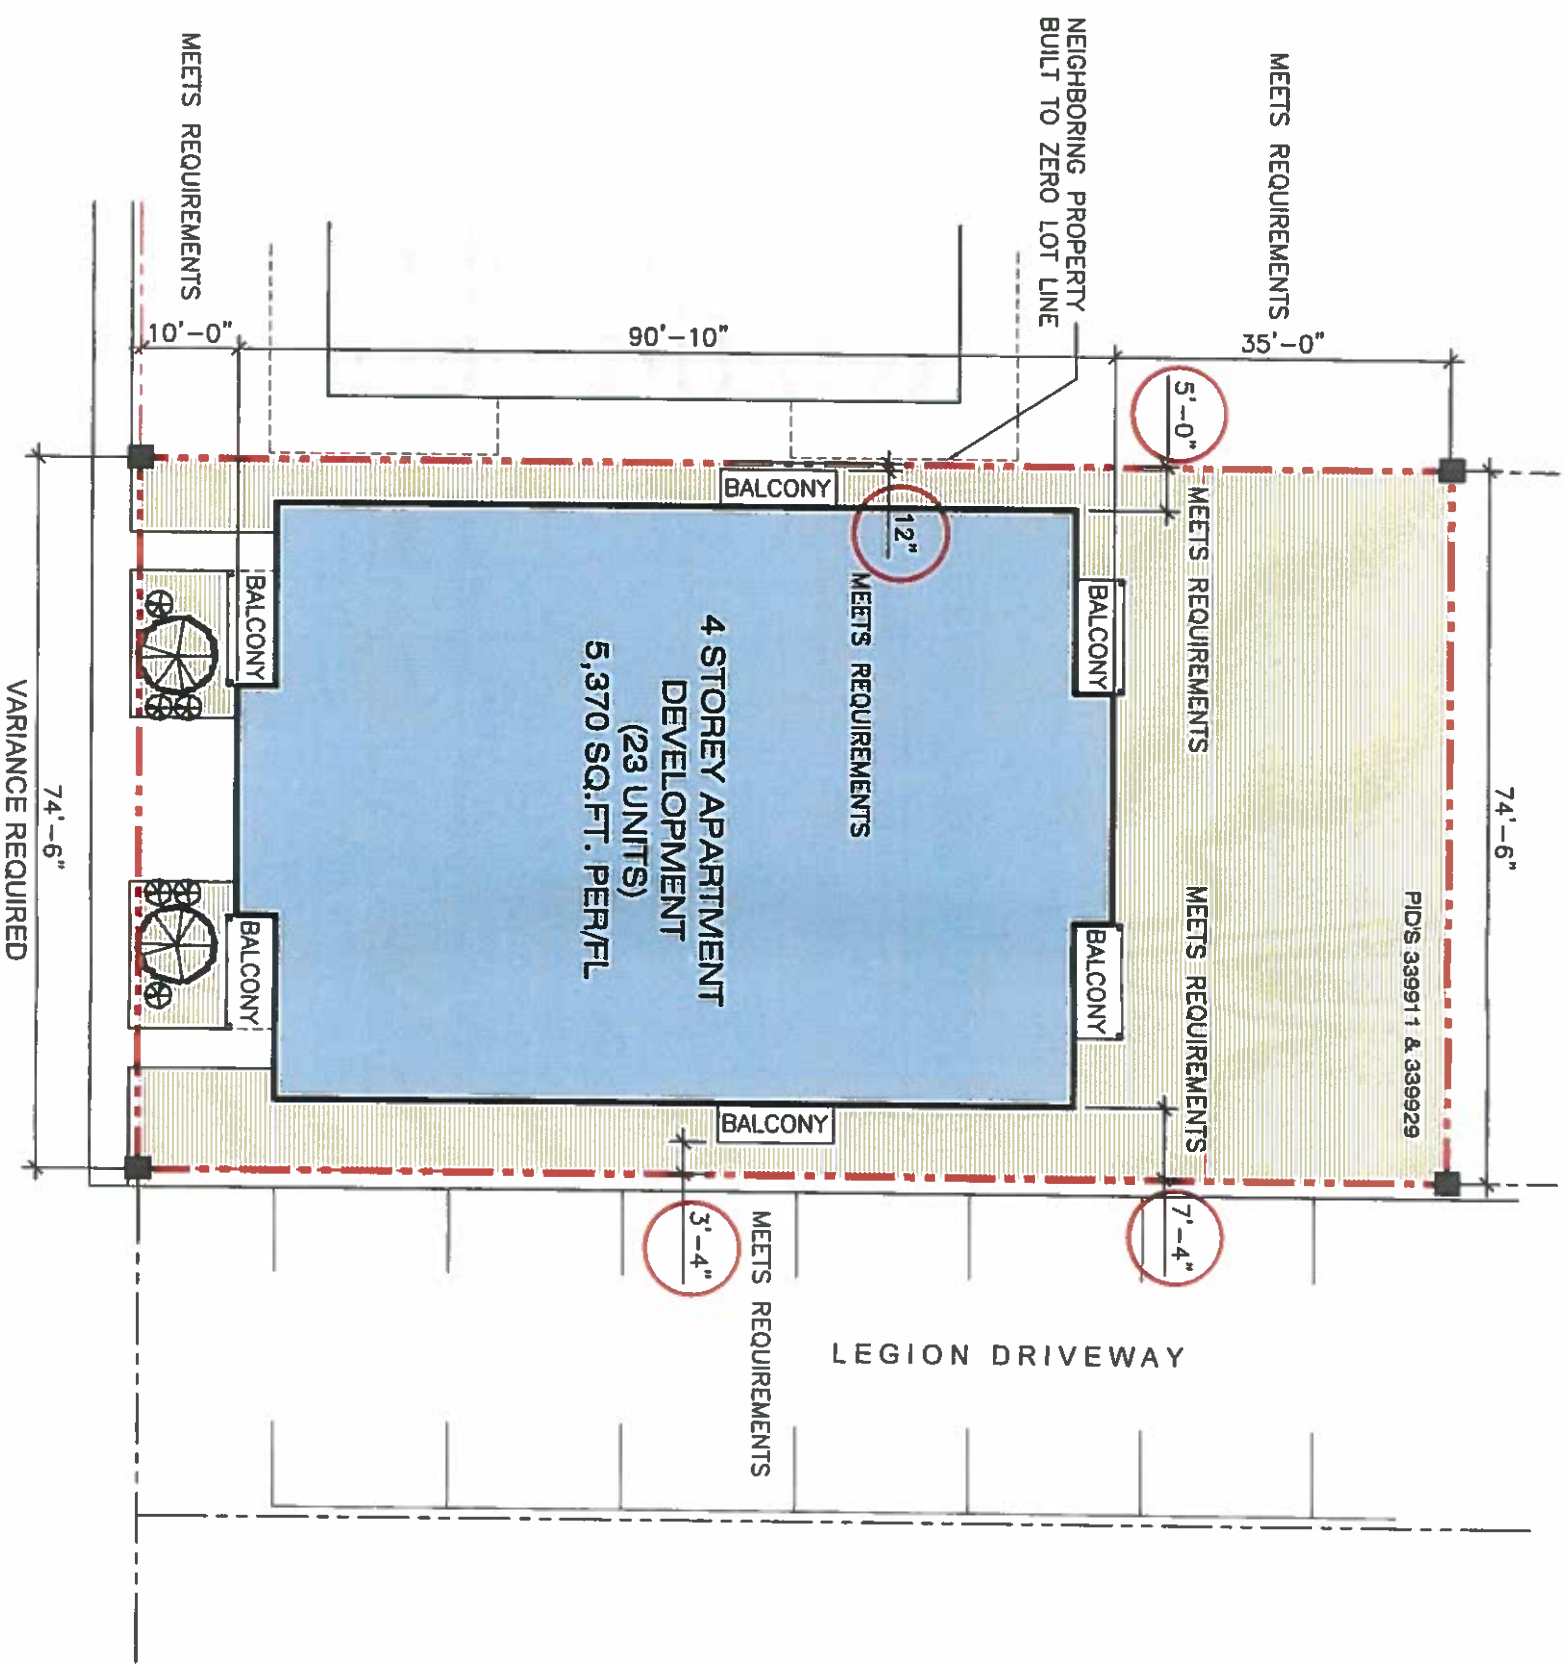 MEETS REQUIREMENTS
NEIGHBORING PROPERTY
BUILT TO ZERO LOT LINE
MEETS REQUIREMENTS
10'-0"
90'-10"
35'-0"
5'-0"
BALCONY
12"
MEETS REQUIREMENTS
MEETS REQUIREMENTS
BALCONY
BALCONY
4 STOREY APARTMENT
DEVELOPMENT
(23 UNITS)
5,370 SQ.FT. PER/FL
74'-6"
VARIANCE REQUIRED
74'-6"
PID'S 339911 & 339929
MEETS REQUIREMENTS
BALCONY
BALCONY
BALCONY
3'-4"
MEETS REQUIREMENTS
7'-4"
LEGION DRIVEWAY